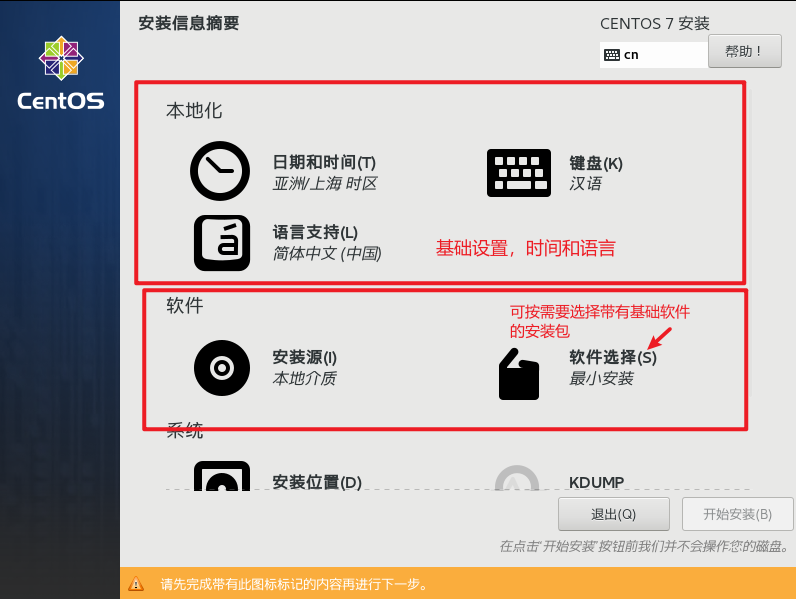 安装信息摘要
CENTOS 7 安装
cn
帮助！
CentOS
本地化
日期和时间(T)
亚洲/上海 时区
键盘(K)
汉语
á
语言支持(L)
简体中文 (中国)
基础设置，时间和语言
软件
可按需要选择带有基础软件
的安装包
安装源(I)
本地介质
软件选择(S)
最小安装
系统
安装位置(D)
KDUMP
退出(Q)
开始安装(B)
在点击"开始安装"按钮前我们并不会操作您的磁盘。
请先完成带有此图标标记的内容再进行下一步。